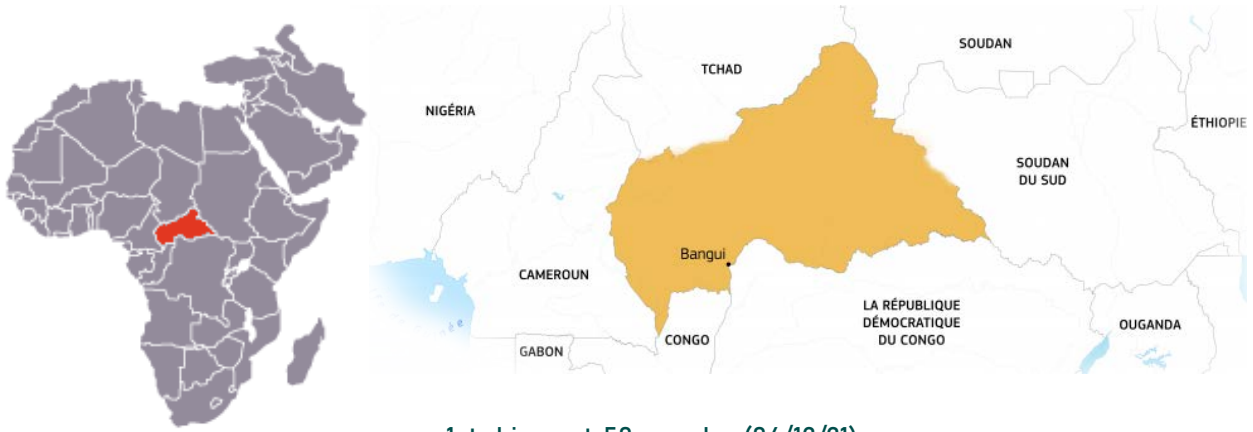 SOUDAN
TCHAD
NIGÉRIA
ÉTHIOPIE
SOUDAN
DU SUD
Bangui
CAMEROUN
LA RÉPUBLIQUE
DÉMOCRATIQUE
DU CONGO
OUGANDA
CONGO
GABON